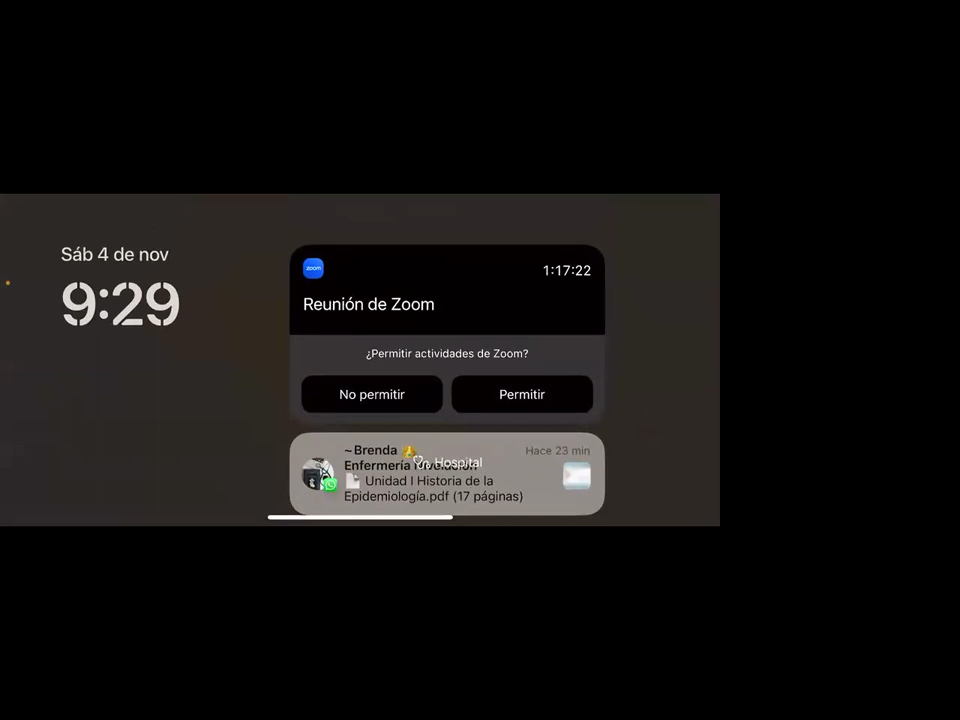 Sáb 4 de nov
9:29
zoom
1:17:22
Reunión de Zoom
¿Permitir actividades de Zoom?
No permitir
Permitir
~Brenda
Hace 23 min
Enfermería
Hospital
Unidad I Historia de la
Epidemiología.pdf (17 páginas)